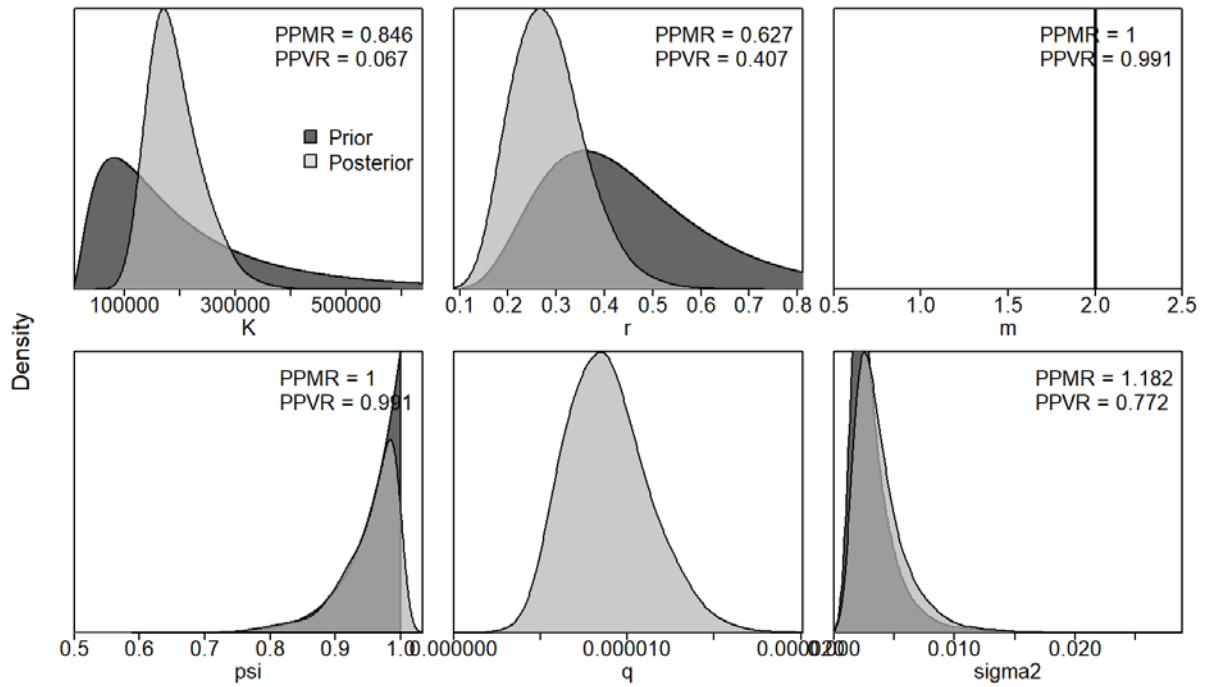 PPMR = 0.846
PPVR = 0.067
Prior
Posterior
100000 300000 500000
K
PPMR = 0.627
PPVR = 0.407
0.1 0.2 0.3 0.4 0.5 0.6 0.7 0.8
r
PPMR = 1
PPVR = 0.991
0.5 1.0 1.5 2.0 2.5
m
Density
PPMR = 1
PPVR = 0.991
0.5 0.6 0.7 0.8 0.9 1.0
psi
0.000000 0.000010 0.000020
q
PPMR = 1.182
PPVR = 0.772
0.000 0.010 0.020
sigma2